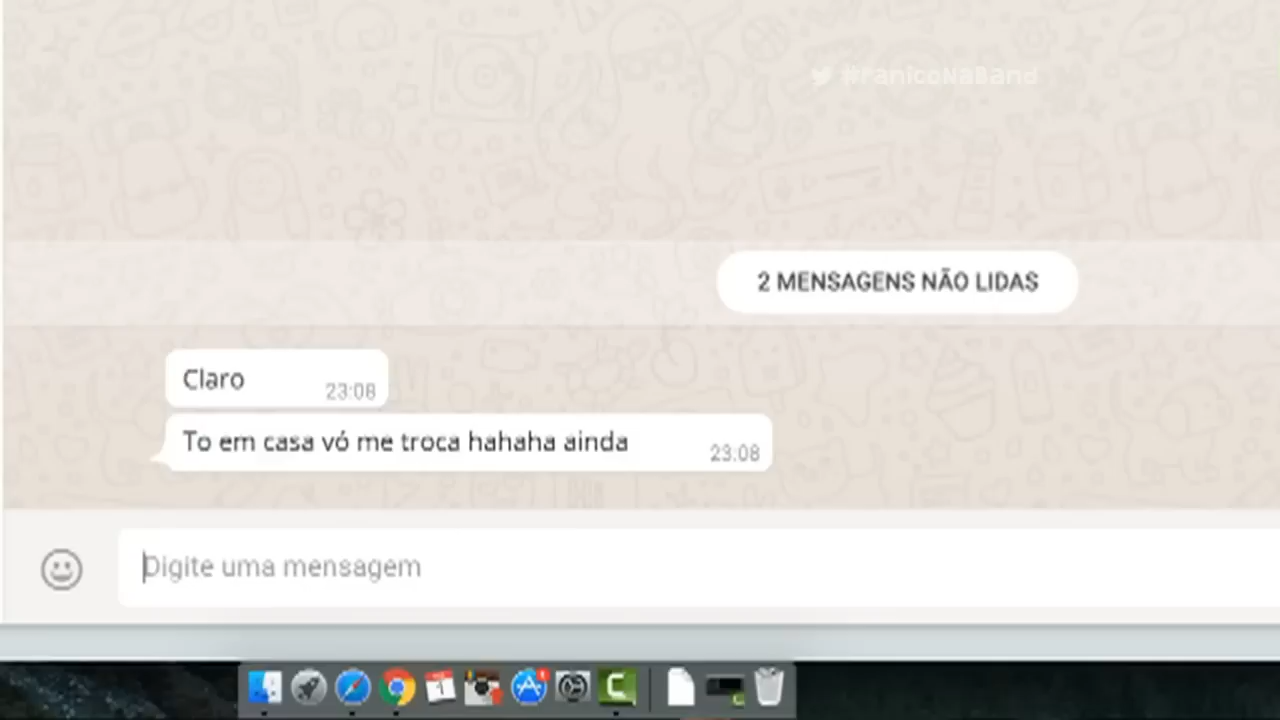 #PanicoNaBand
2 MENSAGENS NÃO LIDAS
Claro
23:08
To em casa vó me troca hahaha ainda
23:08
Digite uma mensagem
1